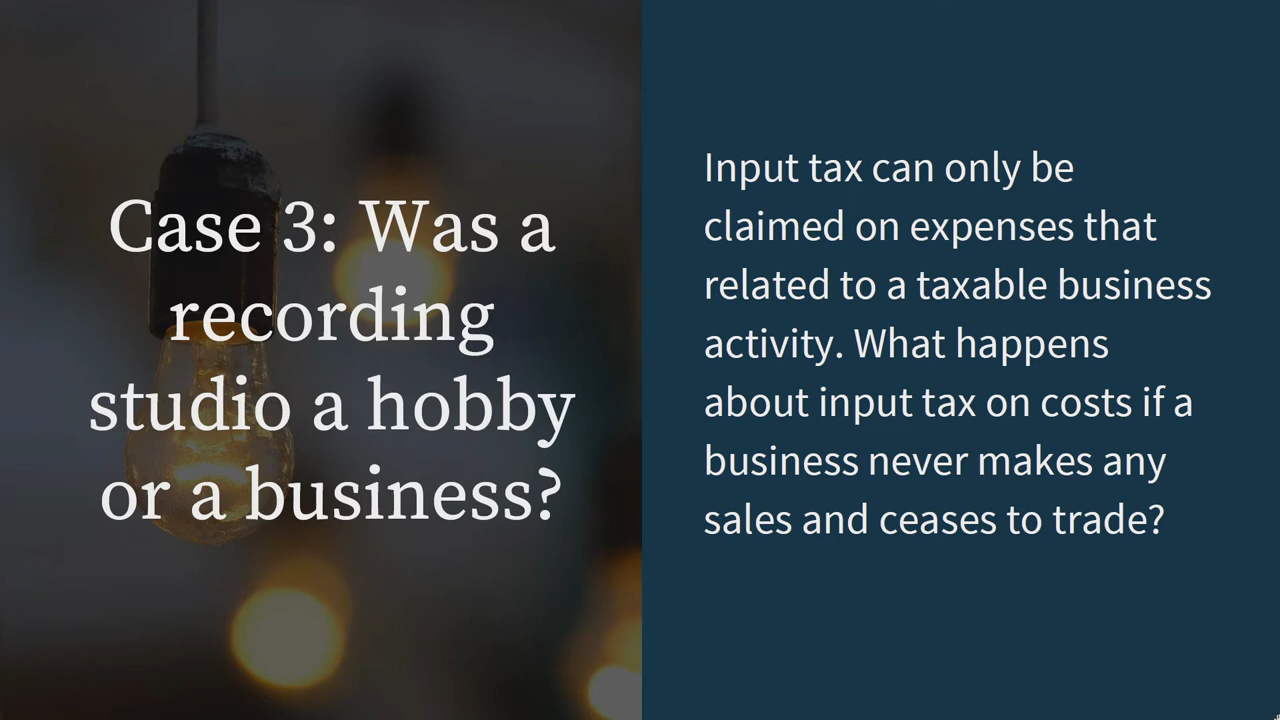 Case 3: Was a
recording
studio a hobby
or a business?
Input tax can only be
claimed on expenses that
related to a taxable business
activity. What happens
about input tax on costs if a
business never makes any
sales and ceases to trade?